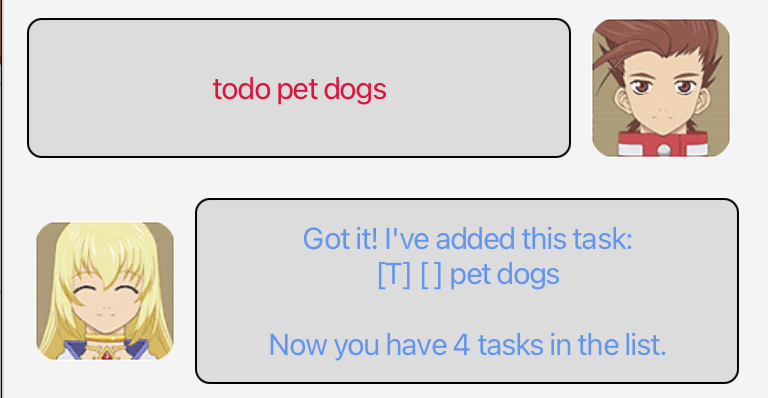 todo pet dogs
Got it! I've added this task:
[T] [ ] pet dogs
Now you have 4 tasks in the list.